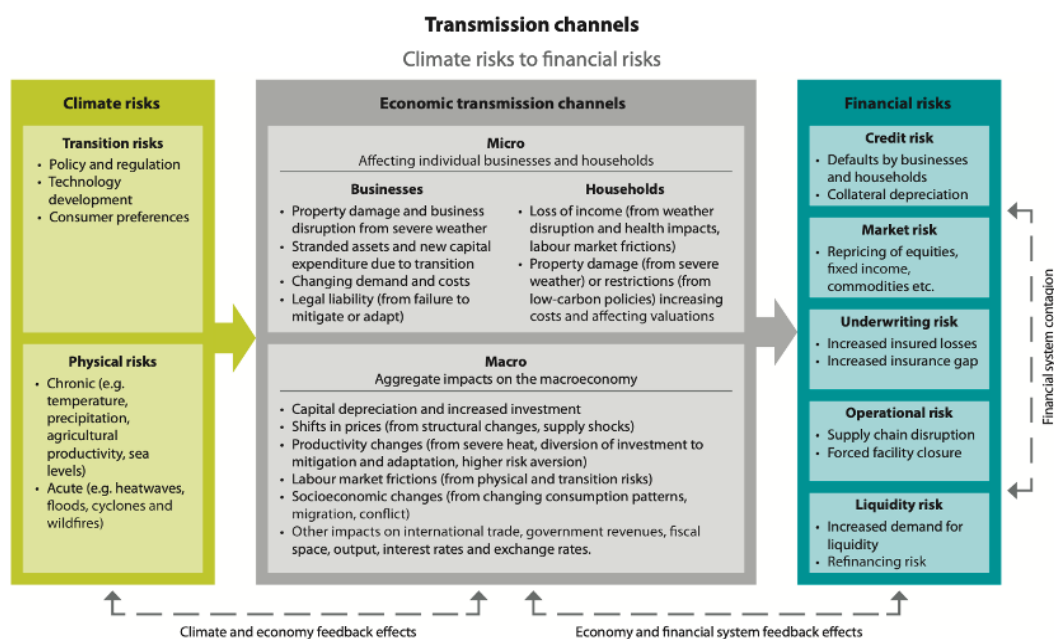 Transmission channels
Climate risks to financial risks
Climate risks
Transition risks
• Policy and regulation
• Technology
development
• Consumer preferences
Physical risks
• Chronic (e.g.
temperature,
precipitation,
agricultural
productivity, sea
levels)
• Acute (e.g. heatwaves,
floods, cyclones and
wildfires)
Economic transmission channels
Micro
Affecting individual businesses and households
Businesses
• Property damage and business
disruption from severe weather
• Stranded assets and new capital
expenditure due to transition
• Changing demand and costs
• Legal liability (from failure to
mitigate or adapt)
Households
• Loss of income (from weather
disruption and health impacts,
labour market frictions)
• Property damage (from severe
weather) or restrictions (from
low-carbon policies) increasing
costs and affecting valuations
Macro
Aggregate impacts on the macroeconomy
• Capital depreciation and increased investment
• Shifts in prices (from structural changes, supply shocks)
• Productivity changes (from severe heat, diversion of investment to
mitigation and adaptation, higher risk aversion)
• Labour market frictions (from physical and transition risks)
• Socioeconomic changes (from changing consumption patterns,
migration, conflict)
• Other impacts on international trade, government revenues, fiscal
space, output, interest rates and exchange rates.
Financial risks
Credit risk
• Defaults by businesses
and households
• Collateral depreciation
Market risk
• Repricing of equities,
fixed income,
commodities etc.
Underwriting risk
• Increased insured losses
• Increased insurance gap
Operational risk
• Supply chain disruption
• Forced facility closure
Liquidity risk
• Increased demand for
liquidity
• Refinancing risk
Financial system contagion
Climate and economy feedback effects
Economy and financial system feedback effects